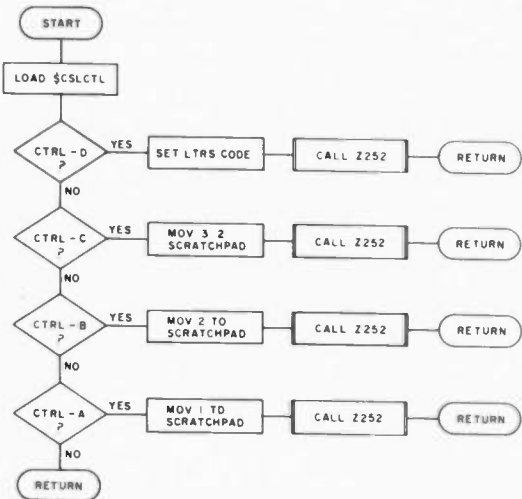 START
LOAD $CSLCTL
CTRL-D
?
YES
SET LTRS CODE
CALL Z252
RETURN
NO
CTRL-C
?
YES
MOV 3 2
SCRATCHPAD
CALL Z252
RETURN
NO
CTRL-B
?
YES
MOV 2 TO
SCRATCHPAD
CALL Z252
RETURN
NO
CTRL-A
?
YES
MOV 1 TO
SCRATCHPAD
CALL Z252
RETURN
NO
RETURN